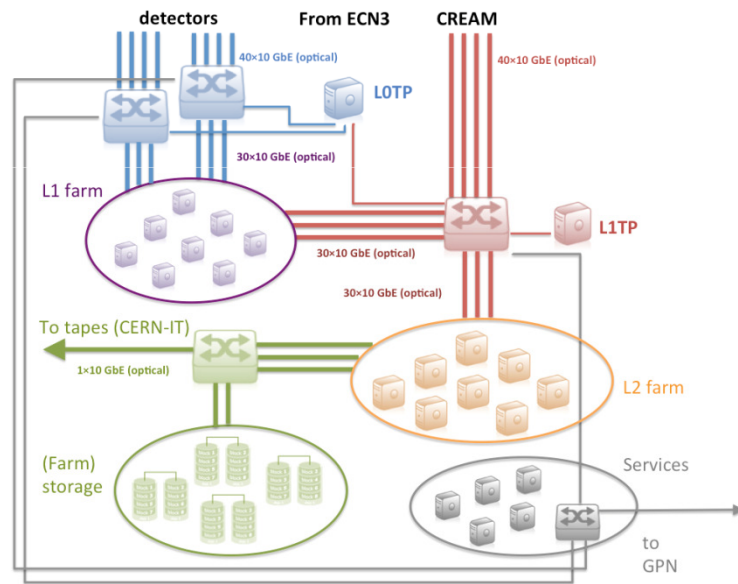 detectors
From ECN3
CREAM
40×10 GbE (optical)
40×10 GbE (optical)
L0TP
30×10 GbE (optical)
L1 farm
L1TP
30×10 GbE (optical)
30×10 GbE (optical)
To tapes (CERN-IT)
1×10 GbE (optical)
L2 farm
(Farm)
storage
Services
to
GPN